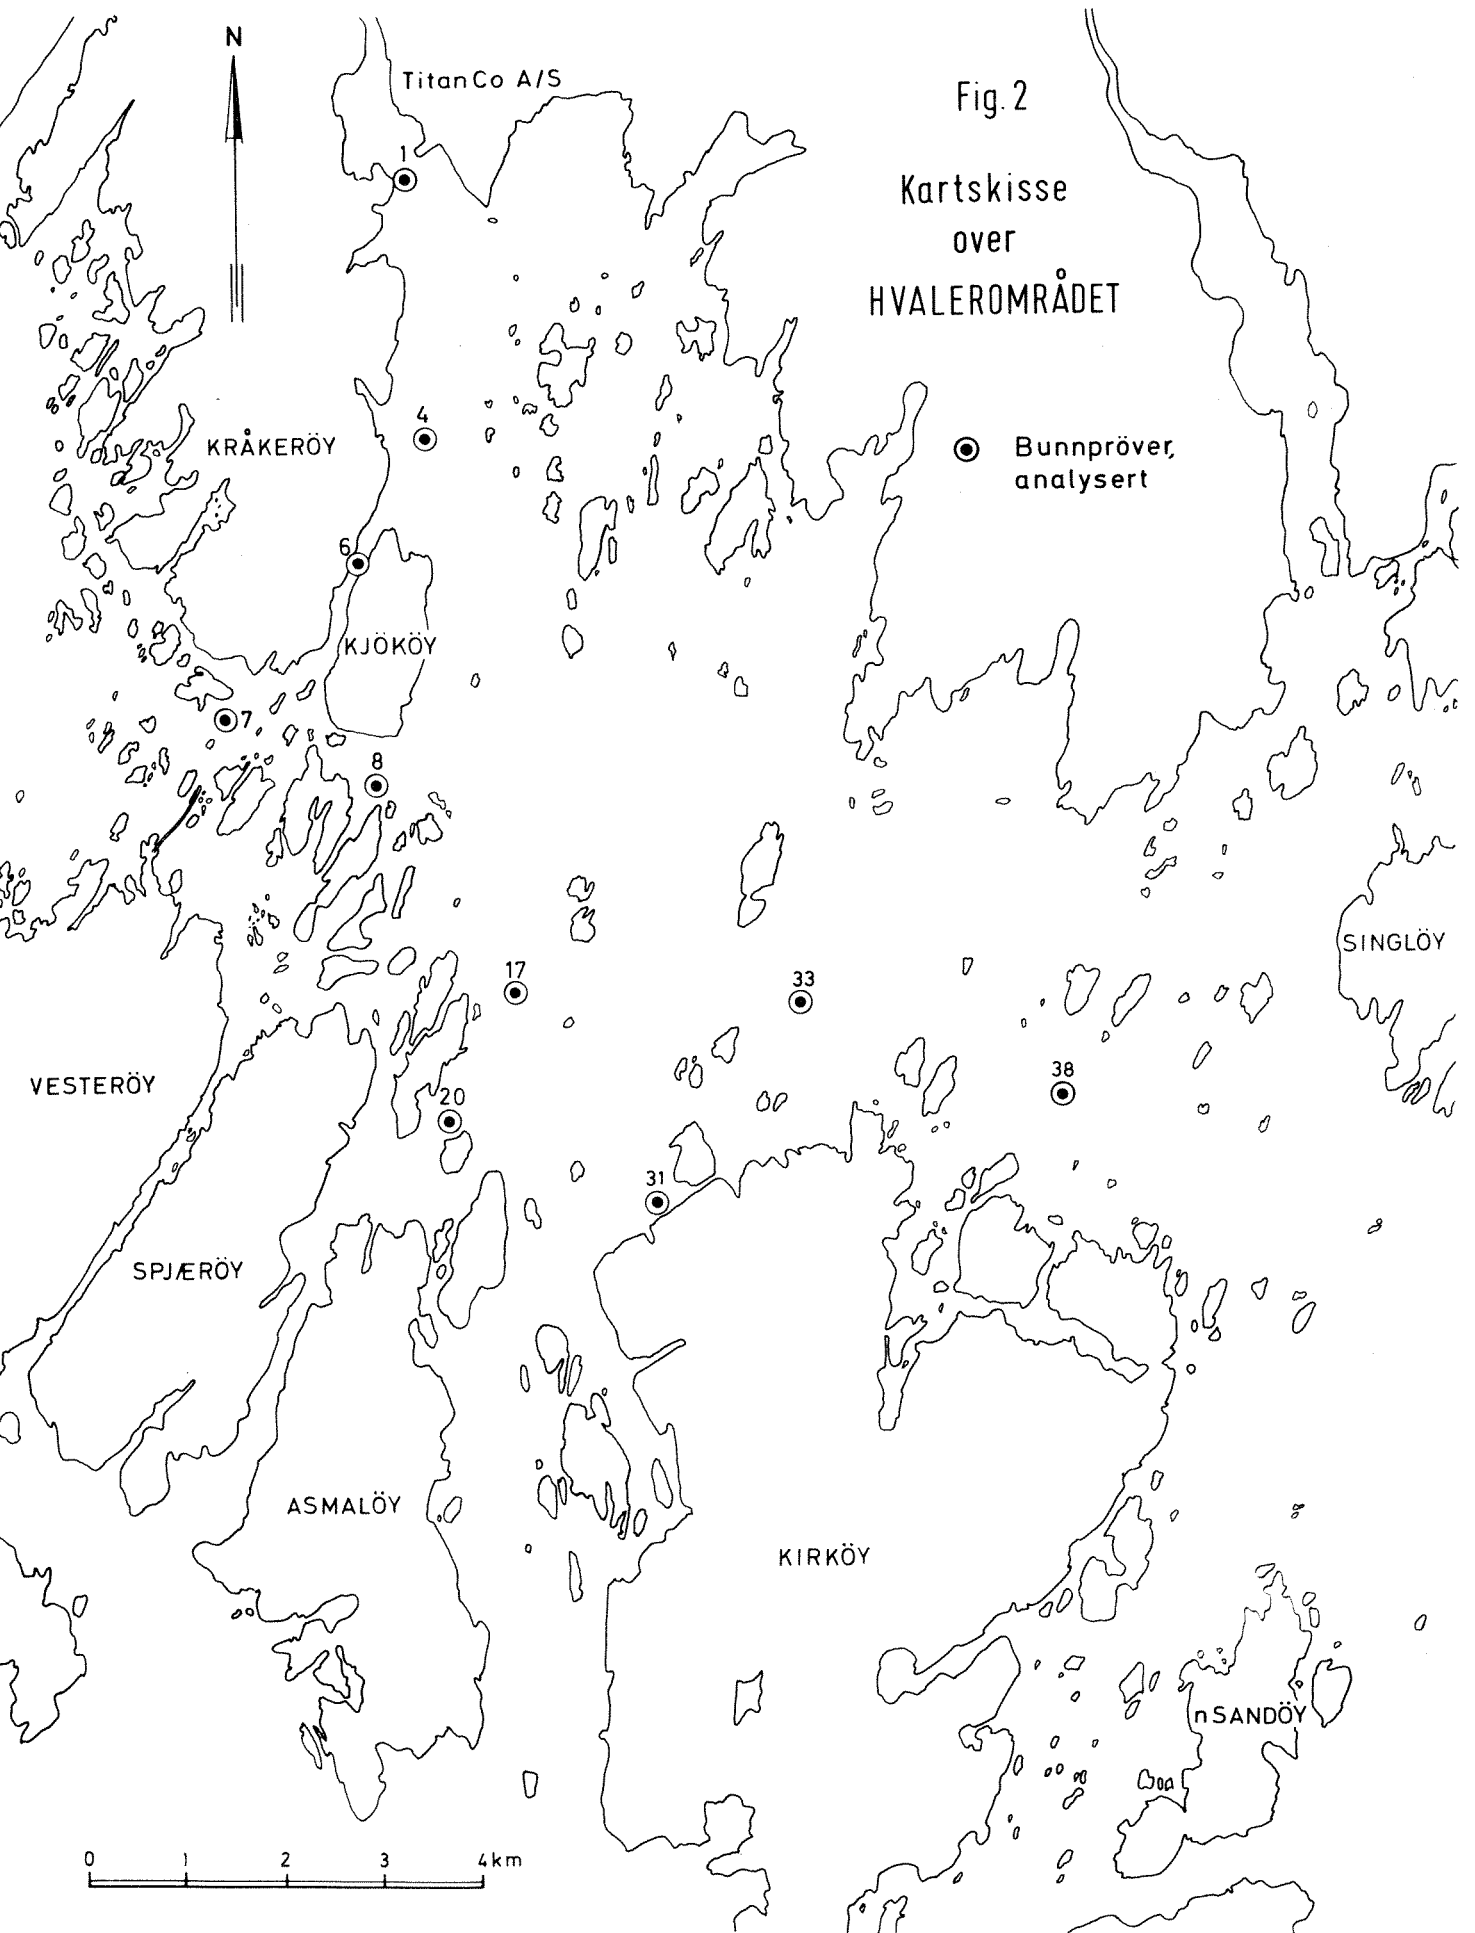 N
TitanCo A/S
Fig. 2
1
Kartskisse
over
HVALEROMRÅDET
4
KRÅKERÖY
Bunnpröver,
analysert
6
KJÖKÖY
7
8
SINGLÖY
17
33
38
VESTERÖY
20
31
SPJÆRÖY
ASMALÖY
KIRKÖY
nSANDÖY
0 1 2 3 4km